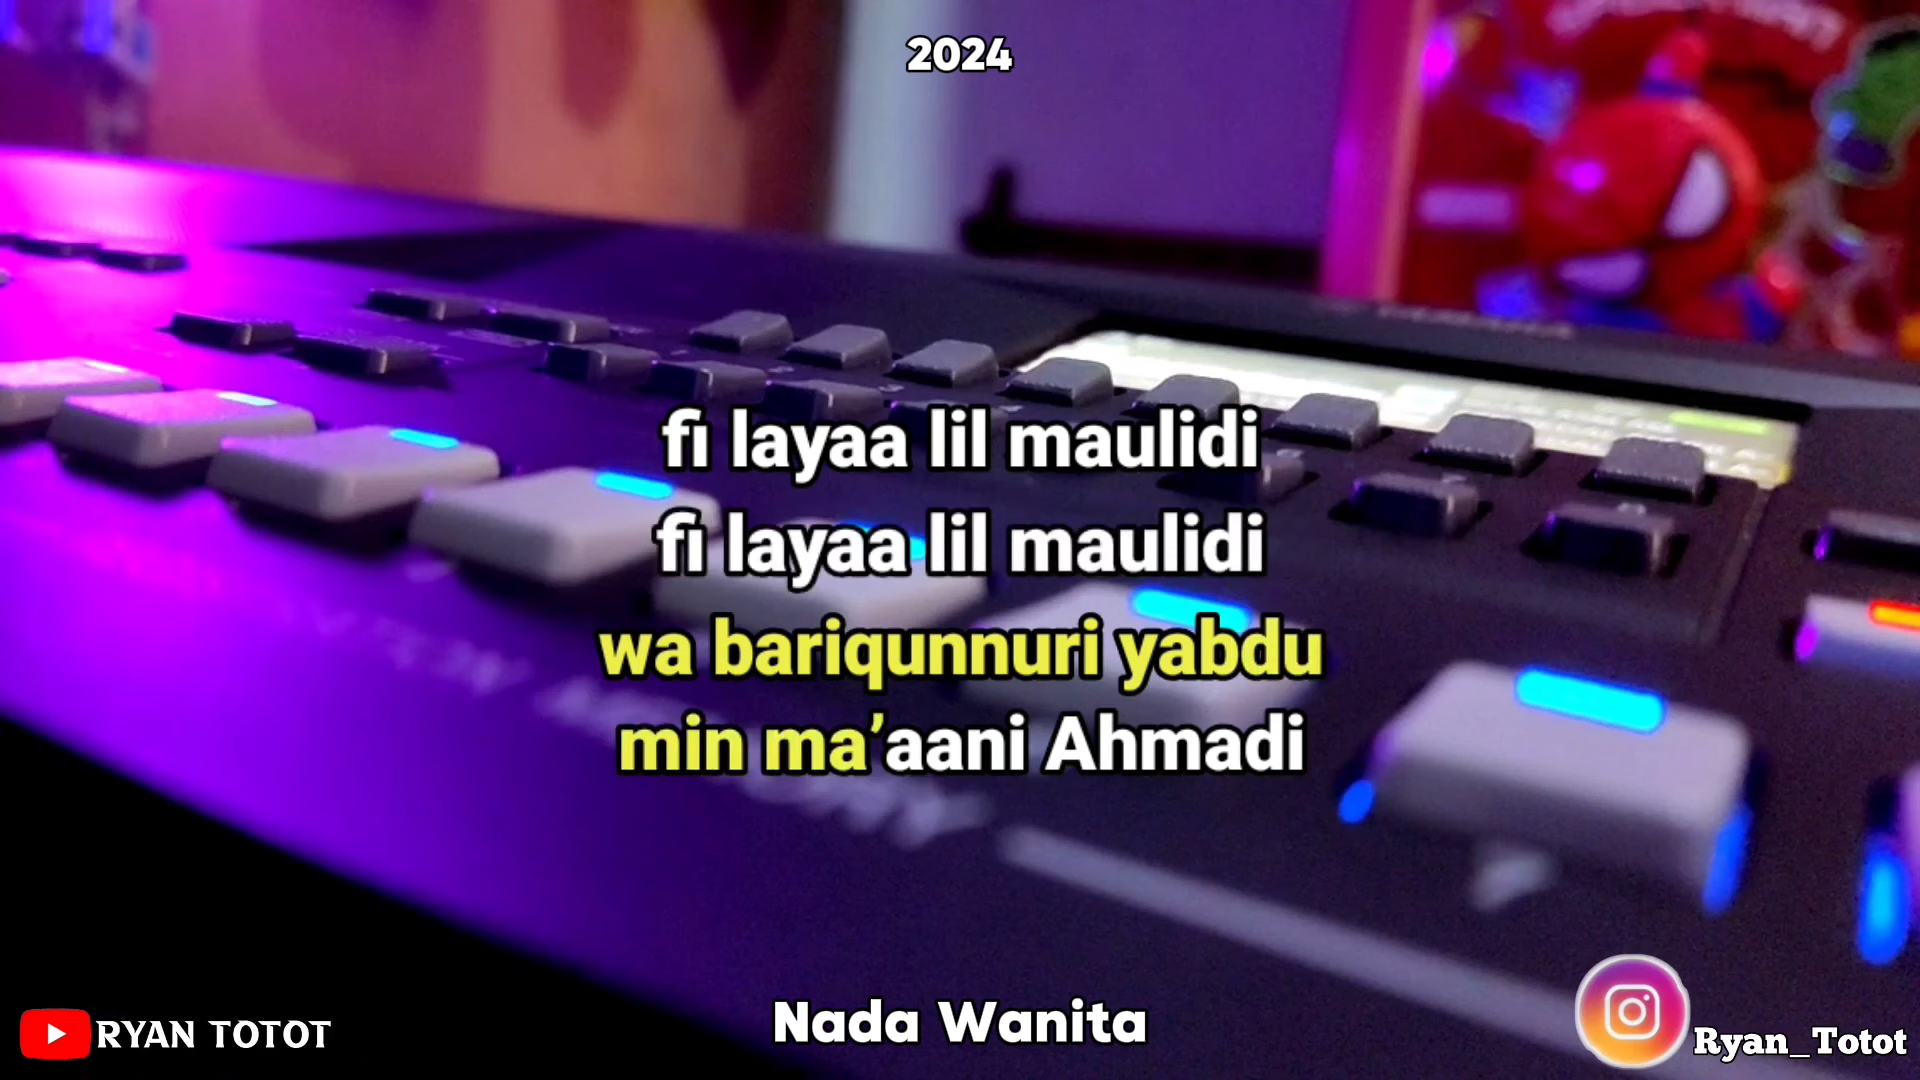 2024
fi layaa lil maulidi
fi layaa lil maulidi
wa bariqunnuri yabdu
min ma’aani Ahmadi
Nada Wanita
RYAN TOTOT
Ryan_Totot